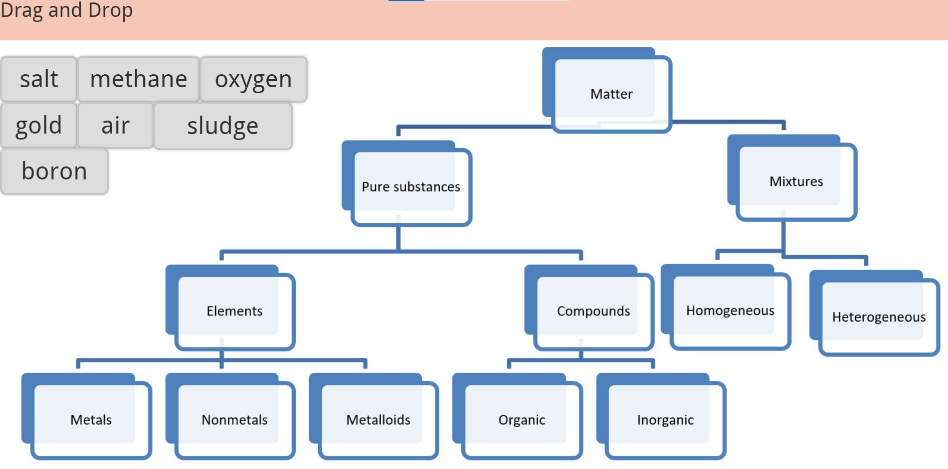 Drag and Drop
salt methane oxygen
gold air sludge
boron
Matter
Pure substances
Mixtures
Elements
Compounds
Homogeneous
Heterogeneous
Metals
Nonmetals
Metalloids
Organic
Inorganic